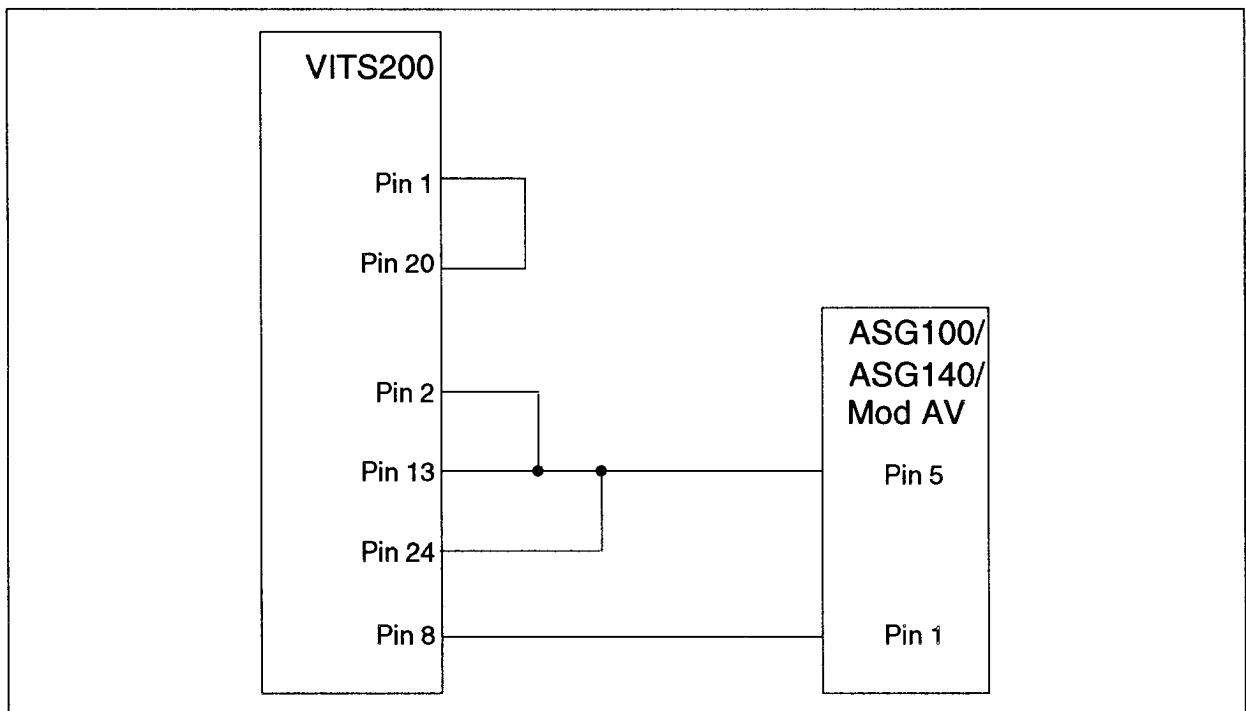 VITS200
Pin 1
Pin 20
Pin 2
Pin 13
Pin 24
Pin 8
ASG100/
ASG140/
Mod AV
Pin 5
Pin 1